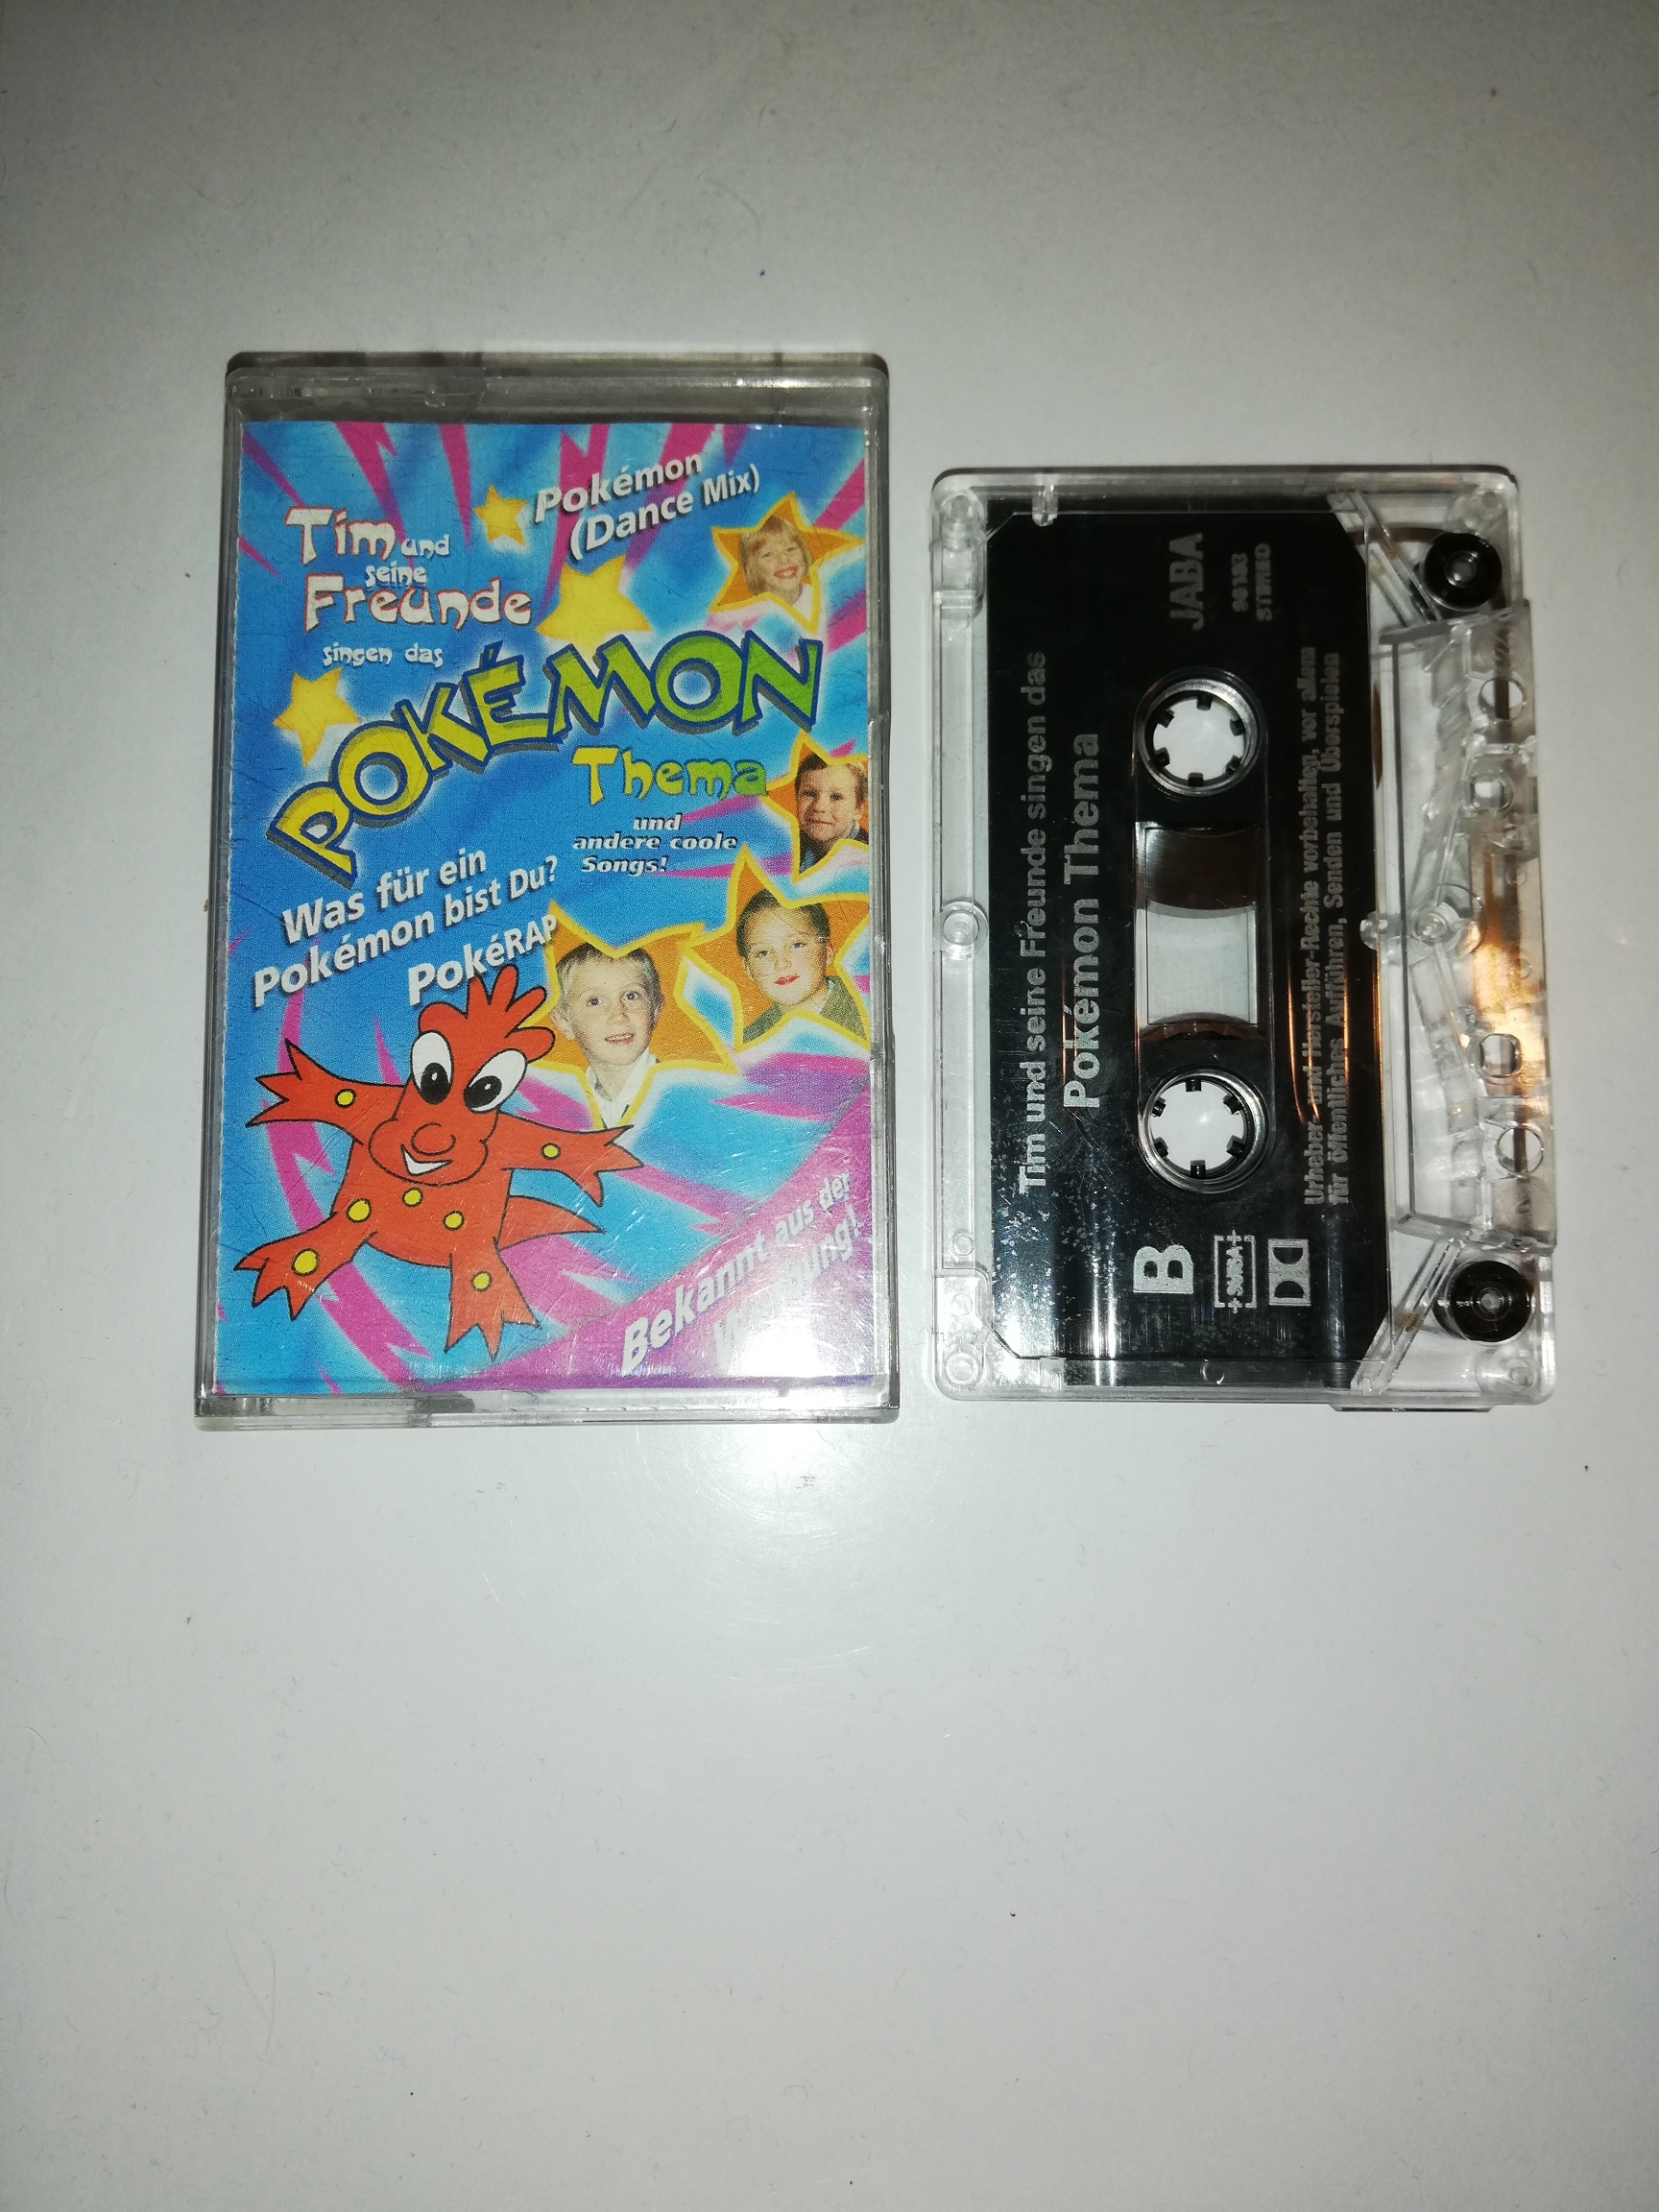 Pokémon
(Dance Mix)
Tim und
seine
Freunde
singen das
POKÉMON
Thema
und
andere coole
Songs!
Was für ein
Pokémon bist Du?
PokéRAP
Bekannt aus der
Tim und seine Freunde singen das
Pokémon Thema
B
JABA
STEREO
+SUISA+
Urheber- und Hersteller-Rechte vorbehalten, vor allem
für öffentliches Aufführen, Senden und Überspielen